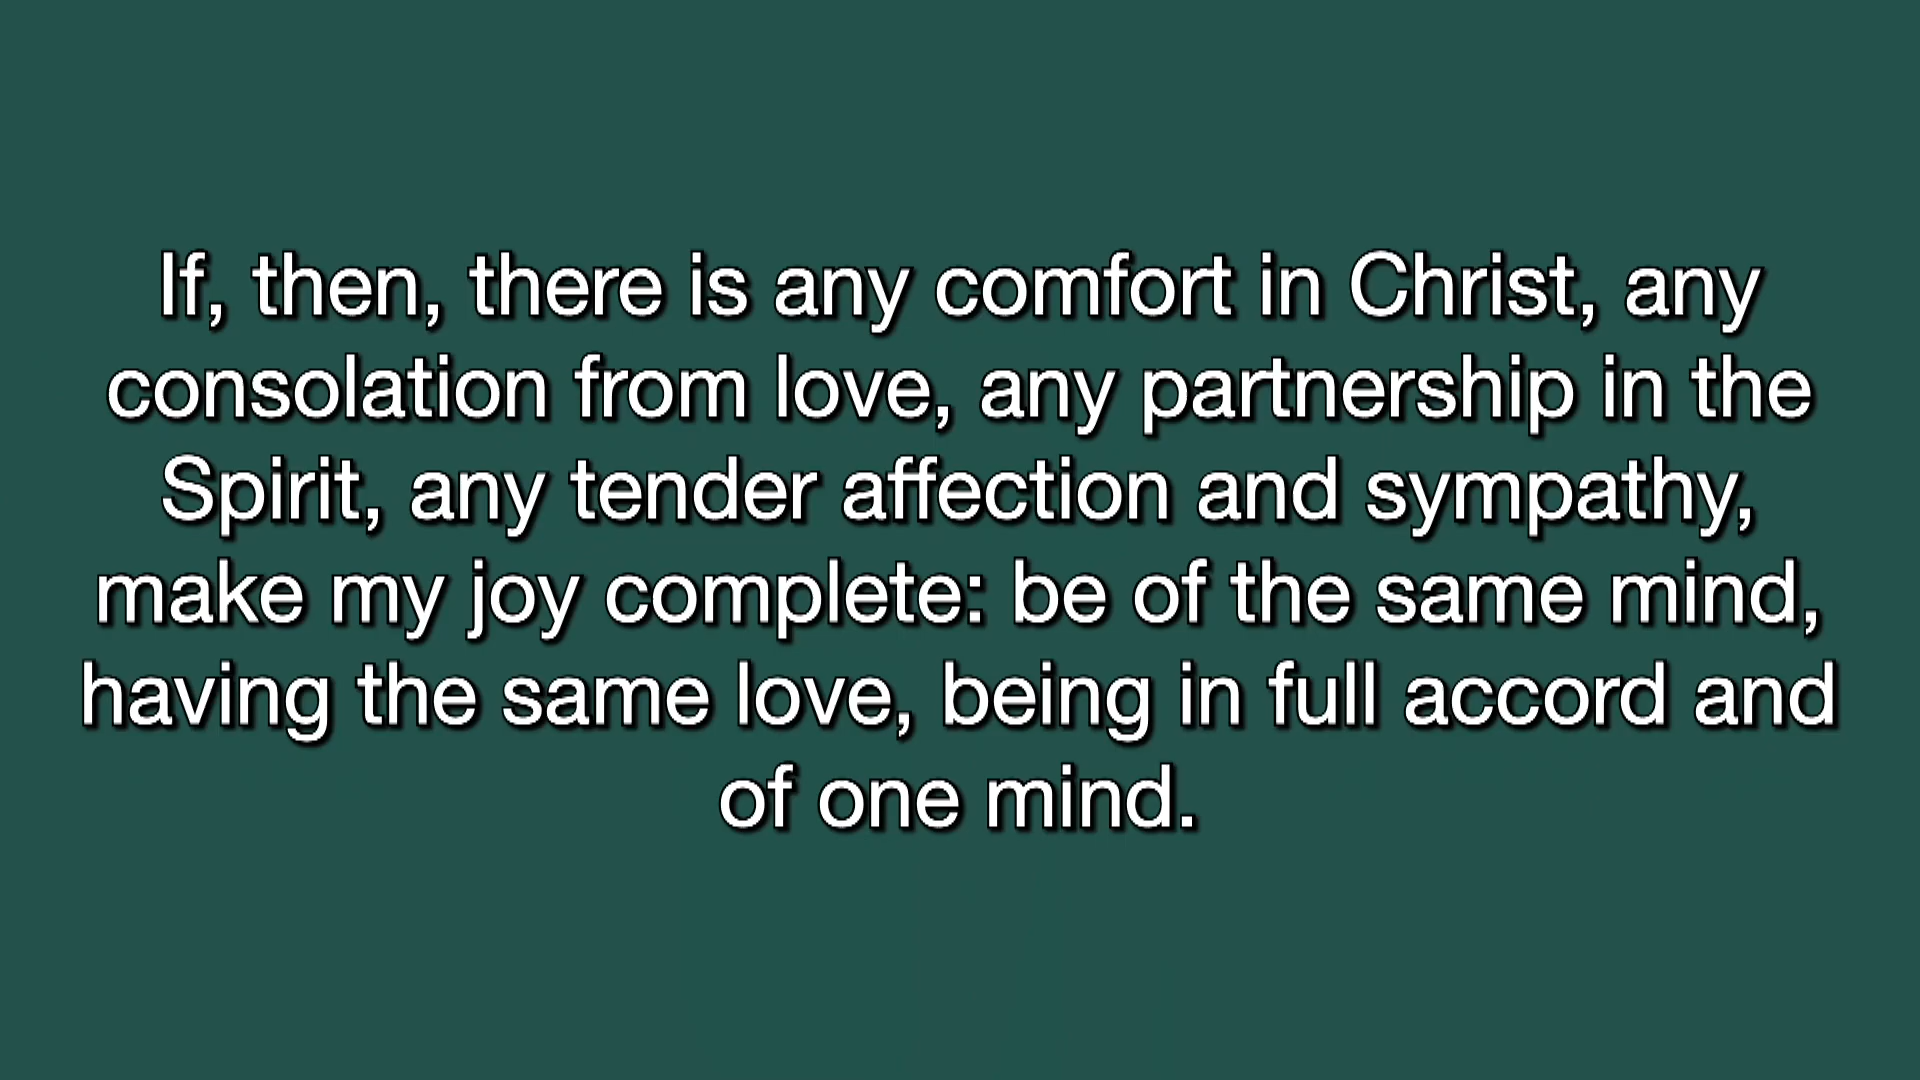 If, then, there is any comfort in Christ, any
consolation from love, any partnership in the
Spirit, any tender affection and sympathy,
make my joy complete: be of the same mind,
having the same love, being in full accord and
of one mind.